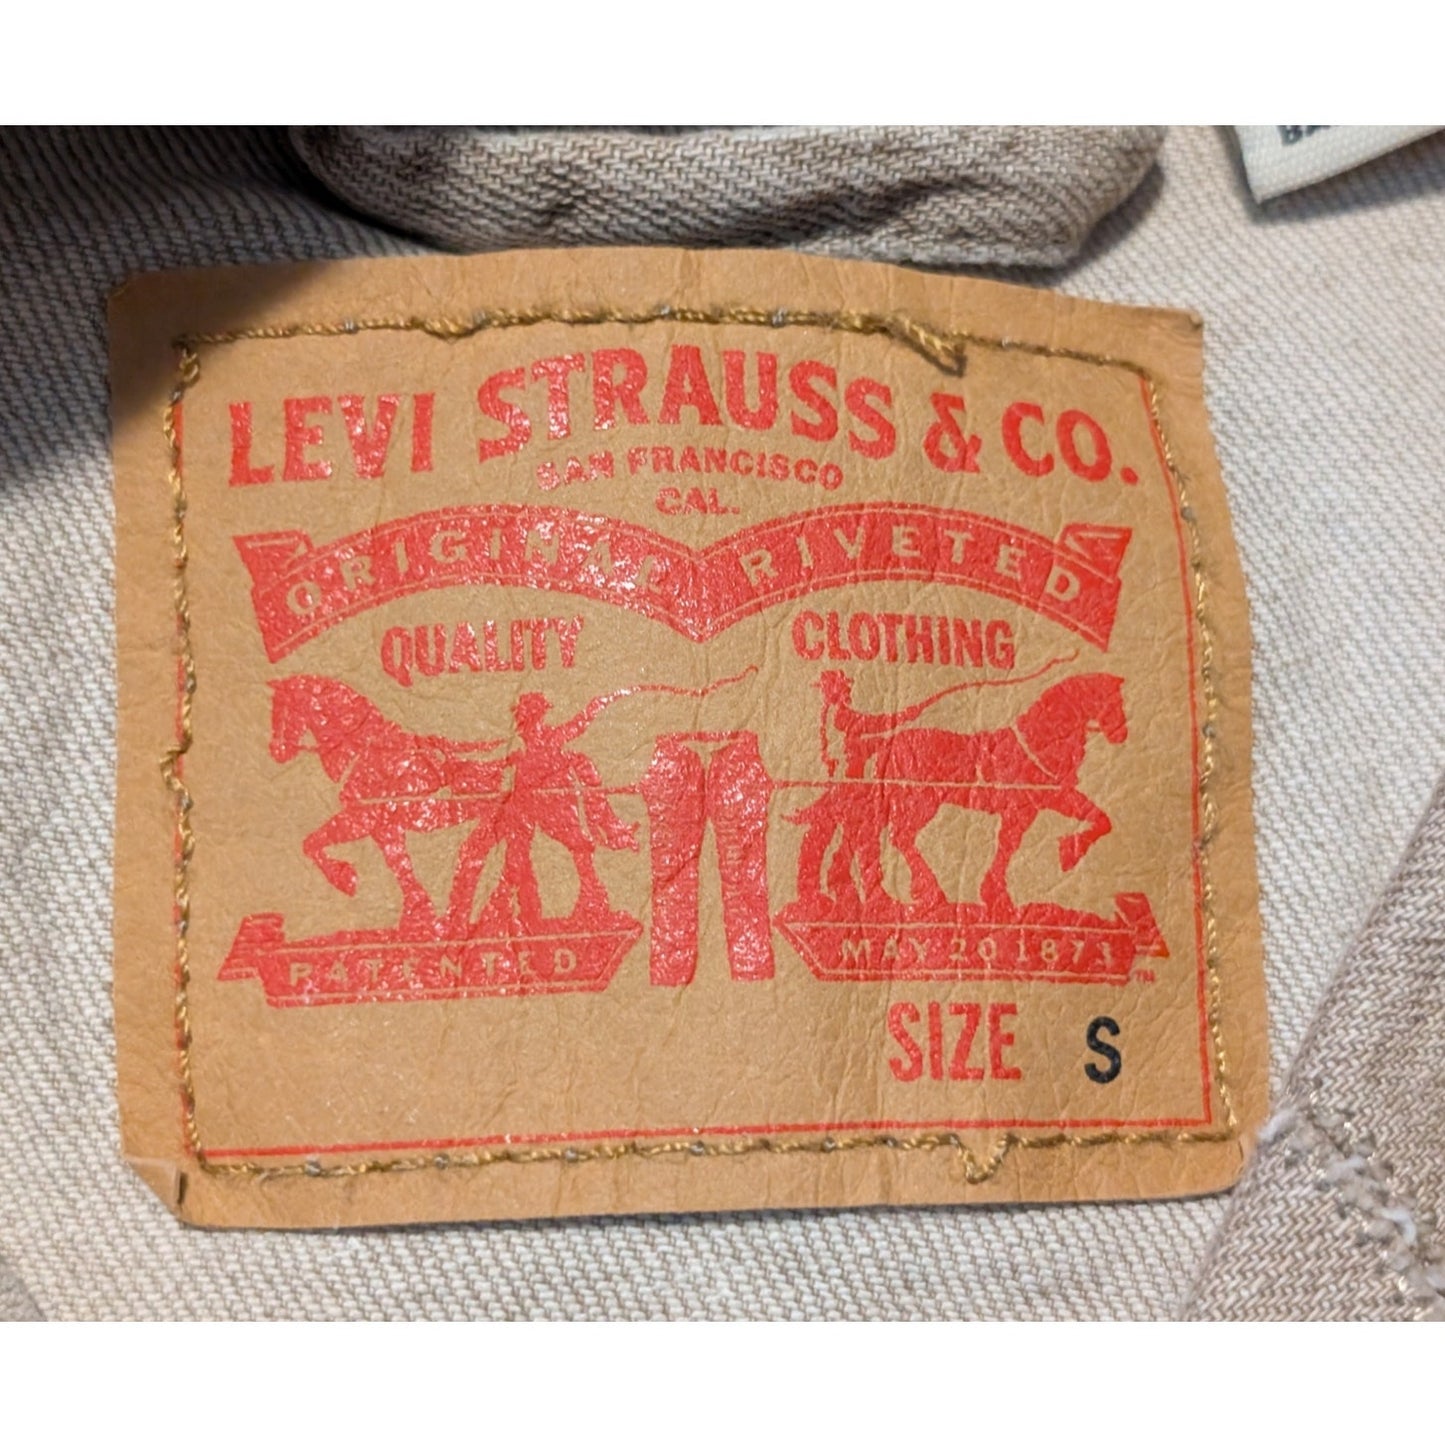 LEVI STRAUSS & CO.
SAN FRANCISCO
CAL.
ORIGINAL RIVETED
QUALITY CLOTHING
PATENTED MAY 20 1873 ™
SIZE S